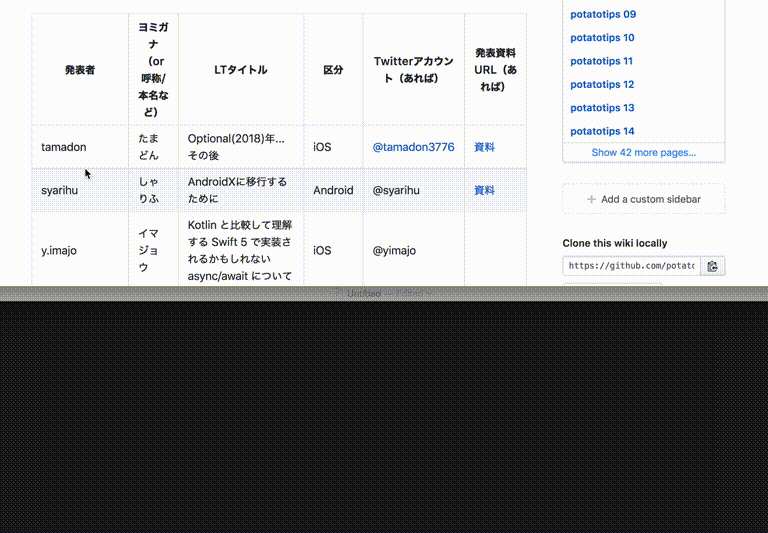 発表者
ヨミガ
ナ
（or
呼称/
本名な
ど）
LTタイトル
区分
Twitterアカウン
ト（あれば）
発表資料
URL（あ
れば）
tamadon
たま
どん
Optional(2018)年...
その後
iOS
@tamadon3776
資料
syarihu
しゃ
りふ
AndroidXに移行する
ために
Android
@syarihu
資料
y.imajo
イマ
ジョ
ウ
Kotlin と比較して理解
する Swift 5 で実装さ
れるかもしれない
async/await について
iOS
@yimajo
potatotips 09
potatotips 10
potatotips 11
potatotips 12
potatotips 13
potatotips 14
Show 42 more pages...
Add a custom sidebar
Clone this wiki locally
https://github.com/potatc
Untitled — Edited